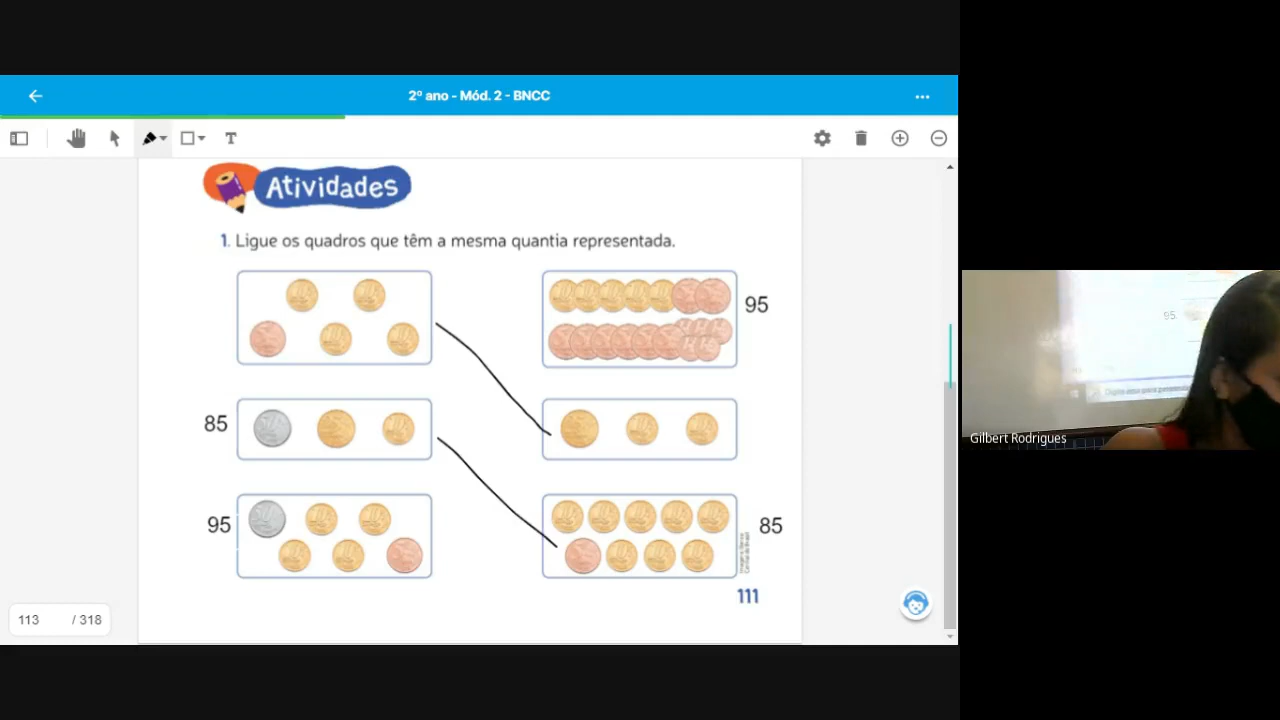 2º ano - Mód. 2 - BNCC
T
Atividades
1. Ligue os quadros que têm a mesma quantia representada.
95
85
95
85
111
113 / 318
95
Gilbert Rodrigues